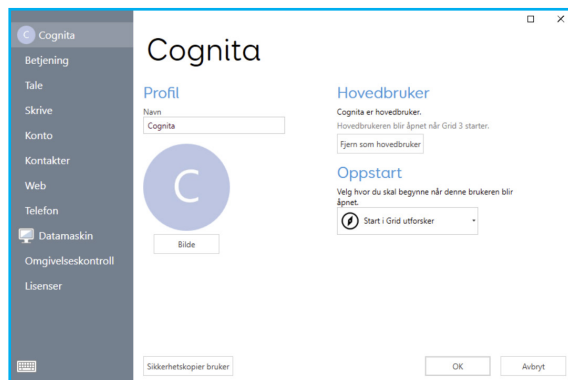 C Cognita
Betjening
Tale
Skrive
Konto
Kontakter
Web
Telefon
Datamaskin
Omgivelseskontroll
Lisenser
Cognita
Profil
Navn
Cognita
C
Bilde
Sikkerhetskopier bruker
Hovedbruker
Cognita er hovedbruker.
Hovedbrukeren blir åpnet når Grid 3 starter.
Fjern som hovedbruker
Oppstart
Velg hvor du skal begynne når denne brukeren blir
åpnet.
Start i Grid utforsker
OK
Avbryt